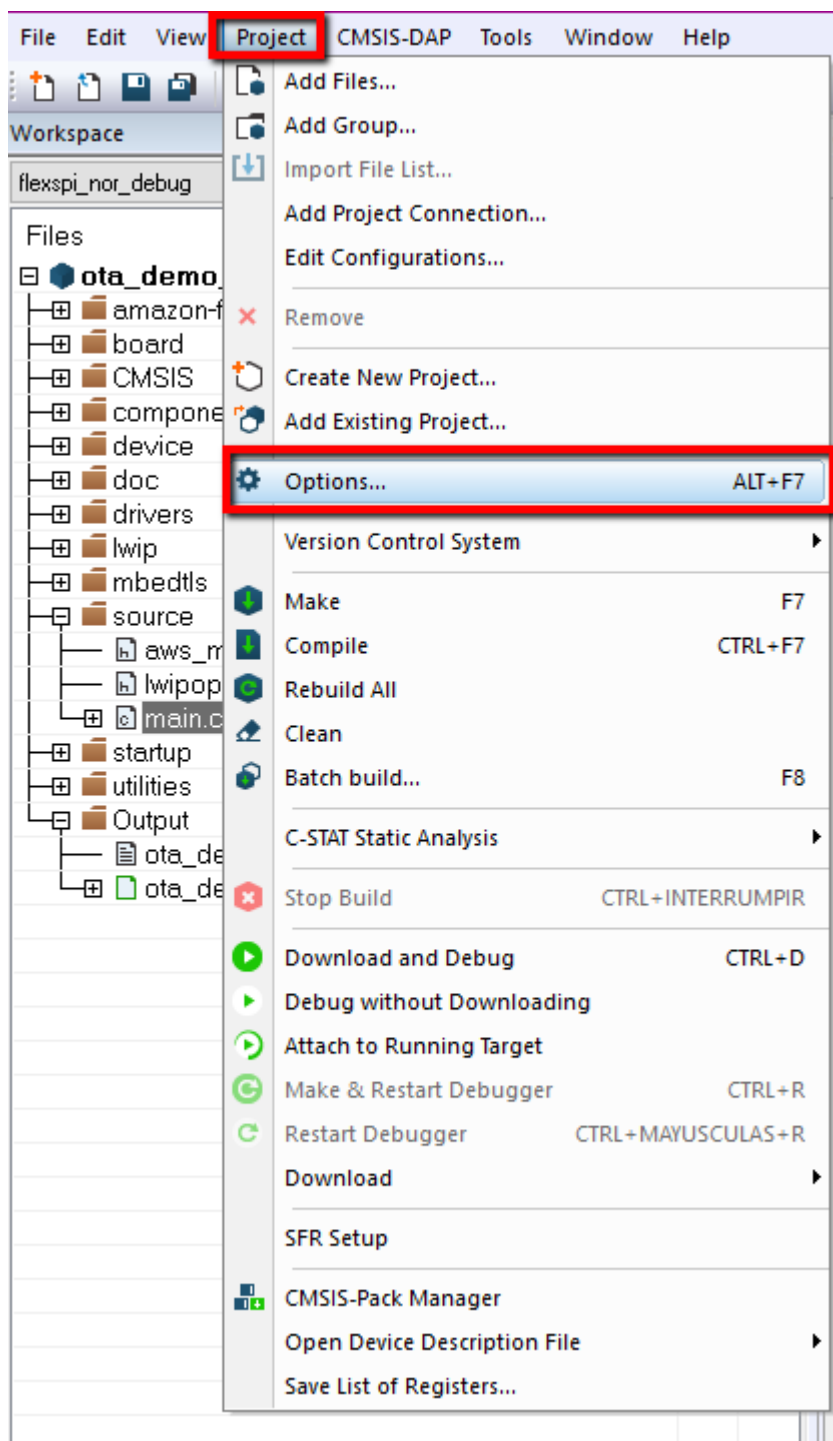 File Edit View Project CMSIS-DAP Tools Window Help
Workspace
flexspi_nor_debug
Files
ota_demo_
amazon-f
board
CMSIS
compone
device
doc
drivers
lwip
mbedtls
source
aws_m
lwipop
main.c
startup
utilities
Output
ota_de
ota_de
Add Files...
Add Group...
Import File List...
Add Project Connection...
Edit Configurations...
Remove
Create New Project...
Add Existing Project...
Options... ALT+F7
Version Control System
Make F7
Compile CTRL+F7
Rebuild All
Clean
Batch build... F8
C-STAT Static Analysis
Stop Build CTRL+INTERRUMPIR
Download and Debug CTRL+D
Debug without Downloading
Attach to Running Target
Make & Restart Debugger CTRL+R
Restart Debugger CTRL+MAYUSCULAS+R
Download
SFR Setup
CMSIS-Pack Manager
Open Device Description File
Save List of Registers...